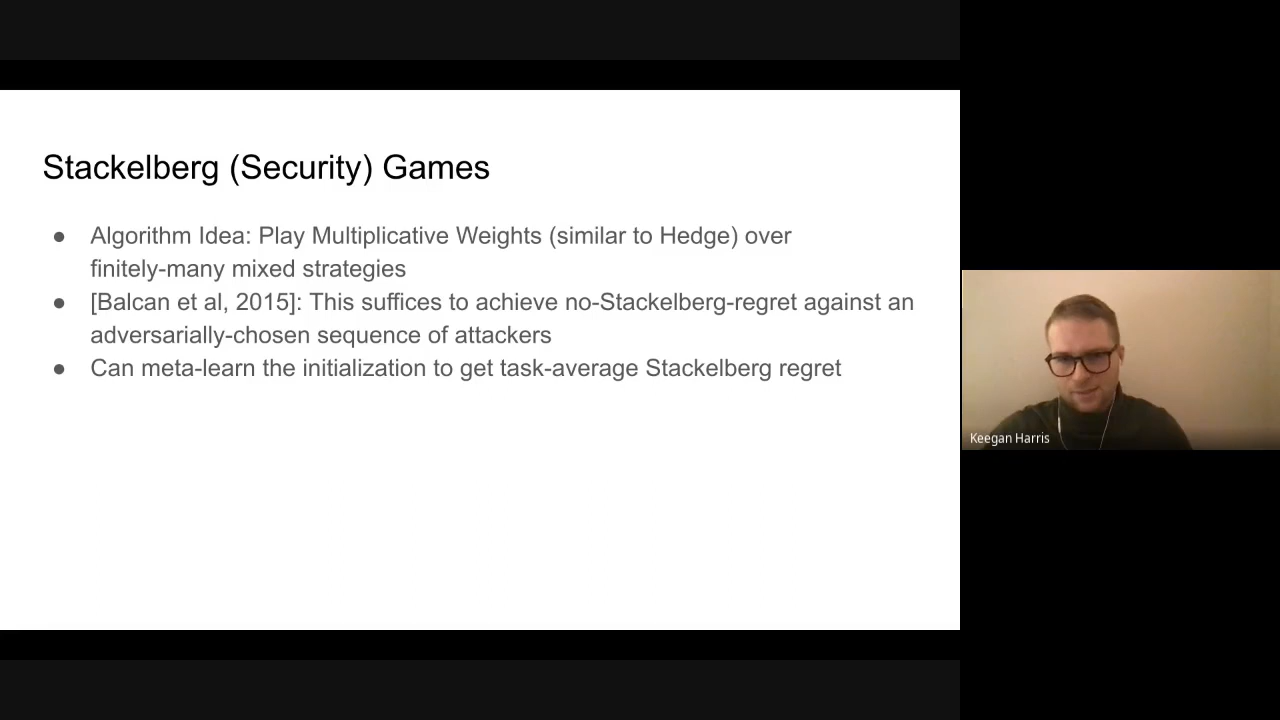 Stackelberg (Security) Games
● Algorithm Idea: Play Multiplicative Weights (similar to Hedge) over
finitely-many mixed strategies
● [Balcan et al, 2015]: This suffices to achieve no-Stackelberg-regret against an
adversarially-chosen sequence of attackers
● Can meta-learn the initialization to get task-average Stackelberg regret
Keegan Harris